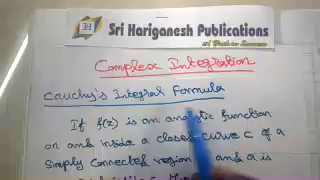 SH
Sri Hariganesh Publications
Complex Integration
Cauchy's Integral Formula
If f(z) is an analytic function
on and inside a closed curve c of a
simply connected region and a is